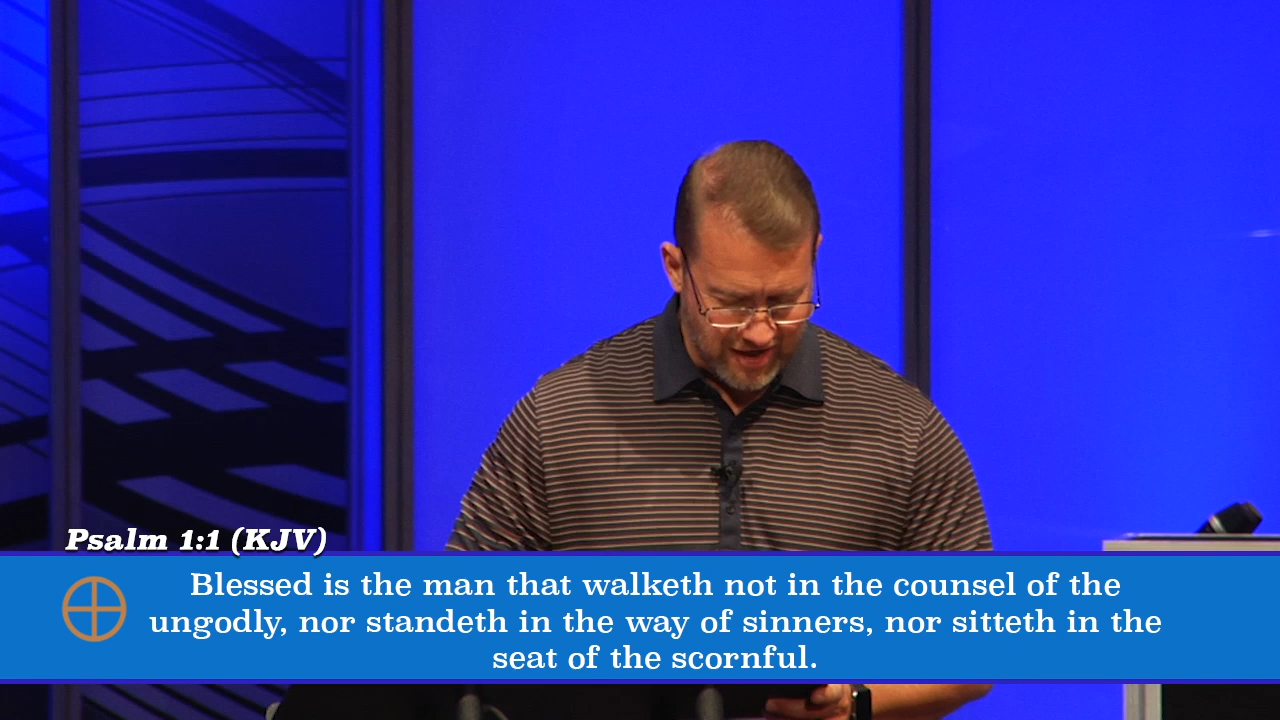 Psalm 1:1 (KJV)
Blessed is the man that walketh not in the counsel of the
ungodly, nor standeth in the way of sinners, nor sitteth in the
seat of the scornful.